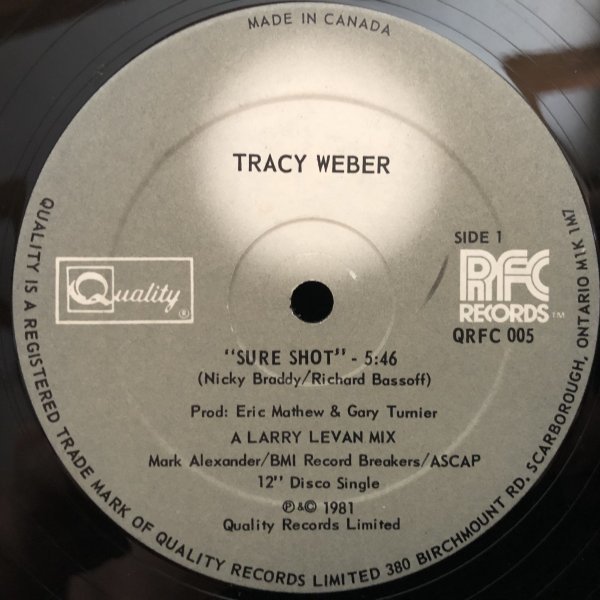 MADE IN CANADA
TRACY WEBER
SIDE 1
Quality ®
RFC
RECORDS TM
QRFC 005
"SURE SHOT" - 5:46
(Nicky Braddy/Richard Bassoff)
Prod: Eric Mathew & Gary Turnier
A LARRY LEVAN MIX
Mark Alexander/BMI Record Breakers/ASCAP
12" Disco Single
℗&© 1981
Quality Records Limited
QUALITY IS A REGISTERED TRADE MARK OF QUALITY RECORDS LIMITED 380 BIRCHMOUNT RD. SCARBOROUGH, ONTARIO M1K 1M7